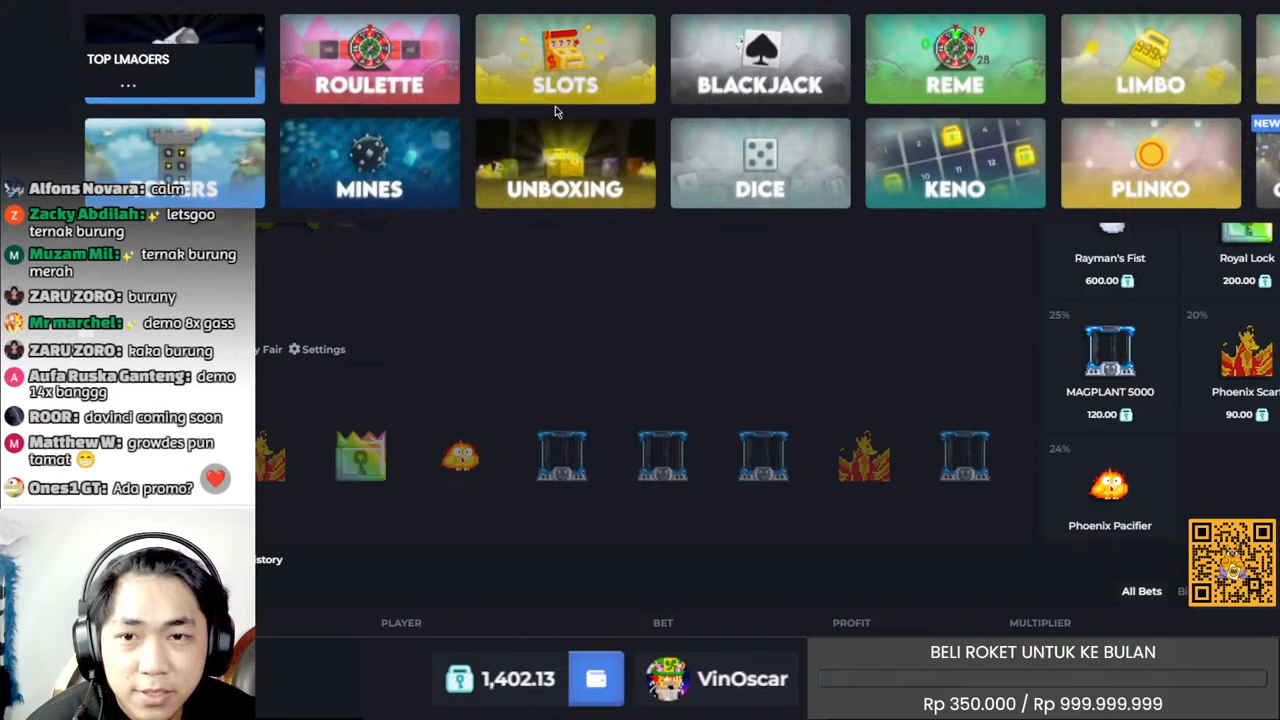 TOP LMAOERS
...
ROULETTE
SLOTS
BLACKJACK
REME
LIMBO
MINES
UNBOXING
DICE
KENO
PLINKO
NEW
Alfons Novara: calm
Zacky Abdilah: letsgoo
ternak burung
Muzam Mil: ternak burung
merah
ZARU ZORO: buruny
Mr marchel: demo 8x gass
ZARU ZORO: kaka burung
Aufa Ruska Ganteng: demo
14x banggg
ROOR: davinci coming soon
Matthew W: growdes pun
tamat 😁
Ones1 GT: Ada promo?
Fair Settings
Rayman's Fist
600.00
Royal Lock
200.00
25%
MAGPLANT 5000
120.00
20%
Phoenix
90.00
24%
Phoenix Pacifier
All Bets
PLAYER
BET
PROFIT
MULTIPLIER
1,402.13
VinOscar
BELI ROKET UNTUK KE BULAN
Rp 350.000 / Rp 999.999.999